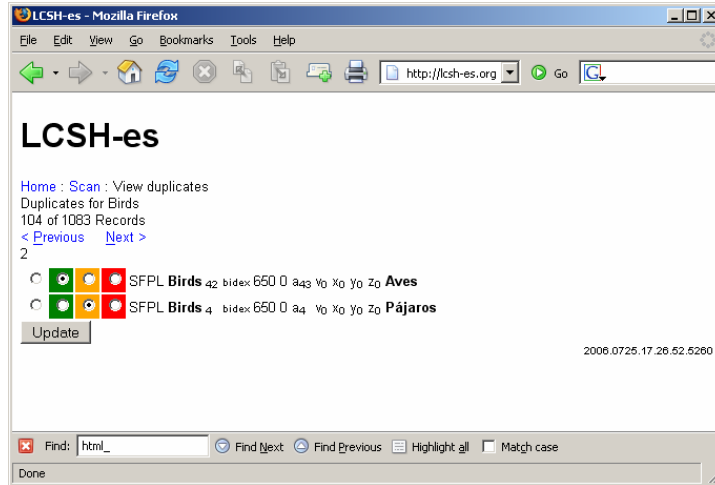 LCSH-es - Mozilla Firefox
File Edit View Go Bookmarks Tools Help
http://lcsh-es.org Go G
LCSH-es
Home : Scan : View duplicates
Duplicates for Birds
104 of 1083 Records
< Previous Next >
2
SFPL Birds 42 bidex 650 0 a43 v0 x0 y0 z0 Aves
SFPL Birds 4 bidex 650 0 a4 v0 x0 y0 z0 Pájaros
Update
2006.0725.17.26.52.5260
Find: html_ Find Next Find Previous Highlight all Match case
Done